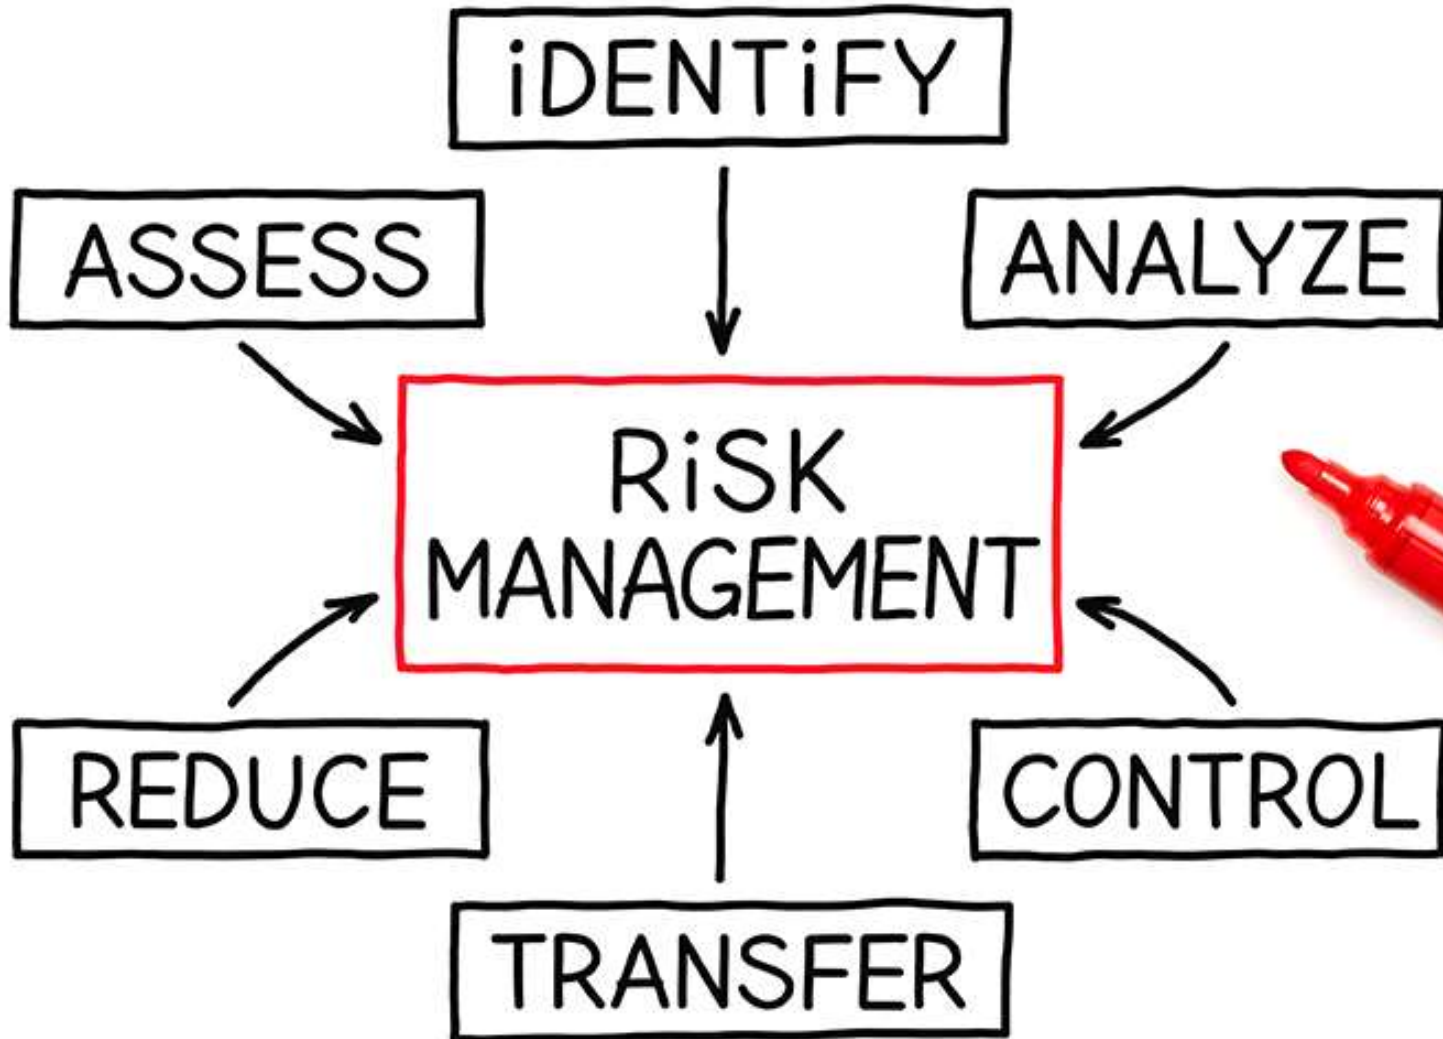 iDENTiFY
ASSESS
ANALYZE
RiSK
MANAGEMENT
REDUCE
CONTROL
TRANSFER